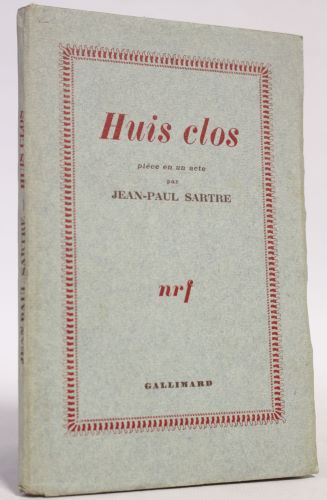 Huis clos
pièce en un acte
par
JEAN-PAUL SARTRE
nrf
GALLIMARD
JEAN-PAUL SARTRE — HUIS CLOS